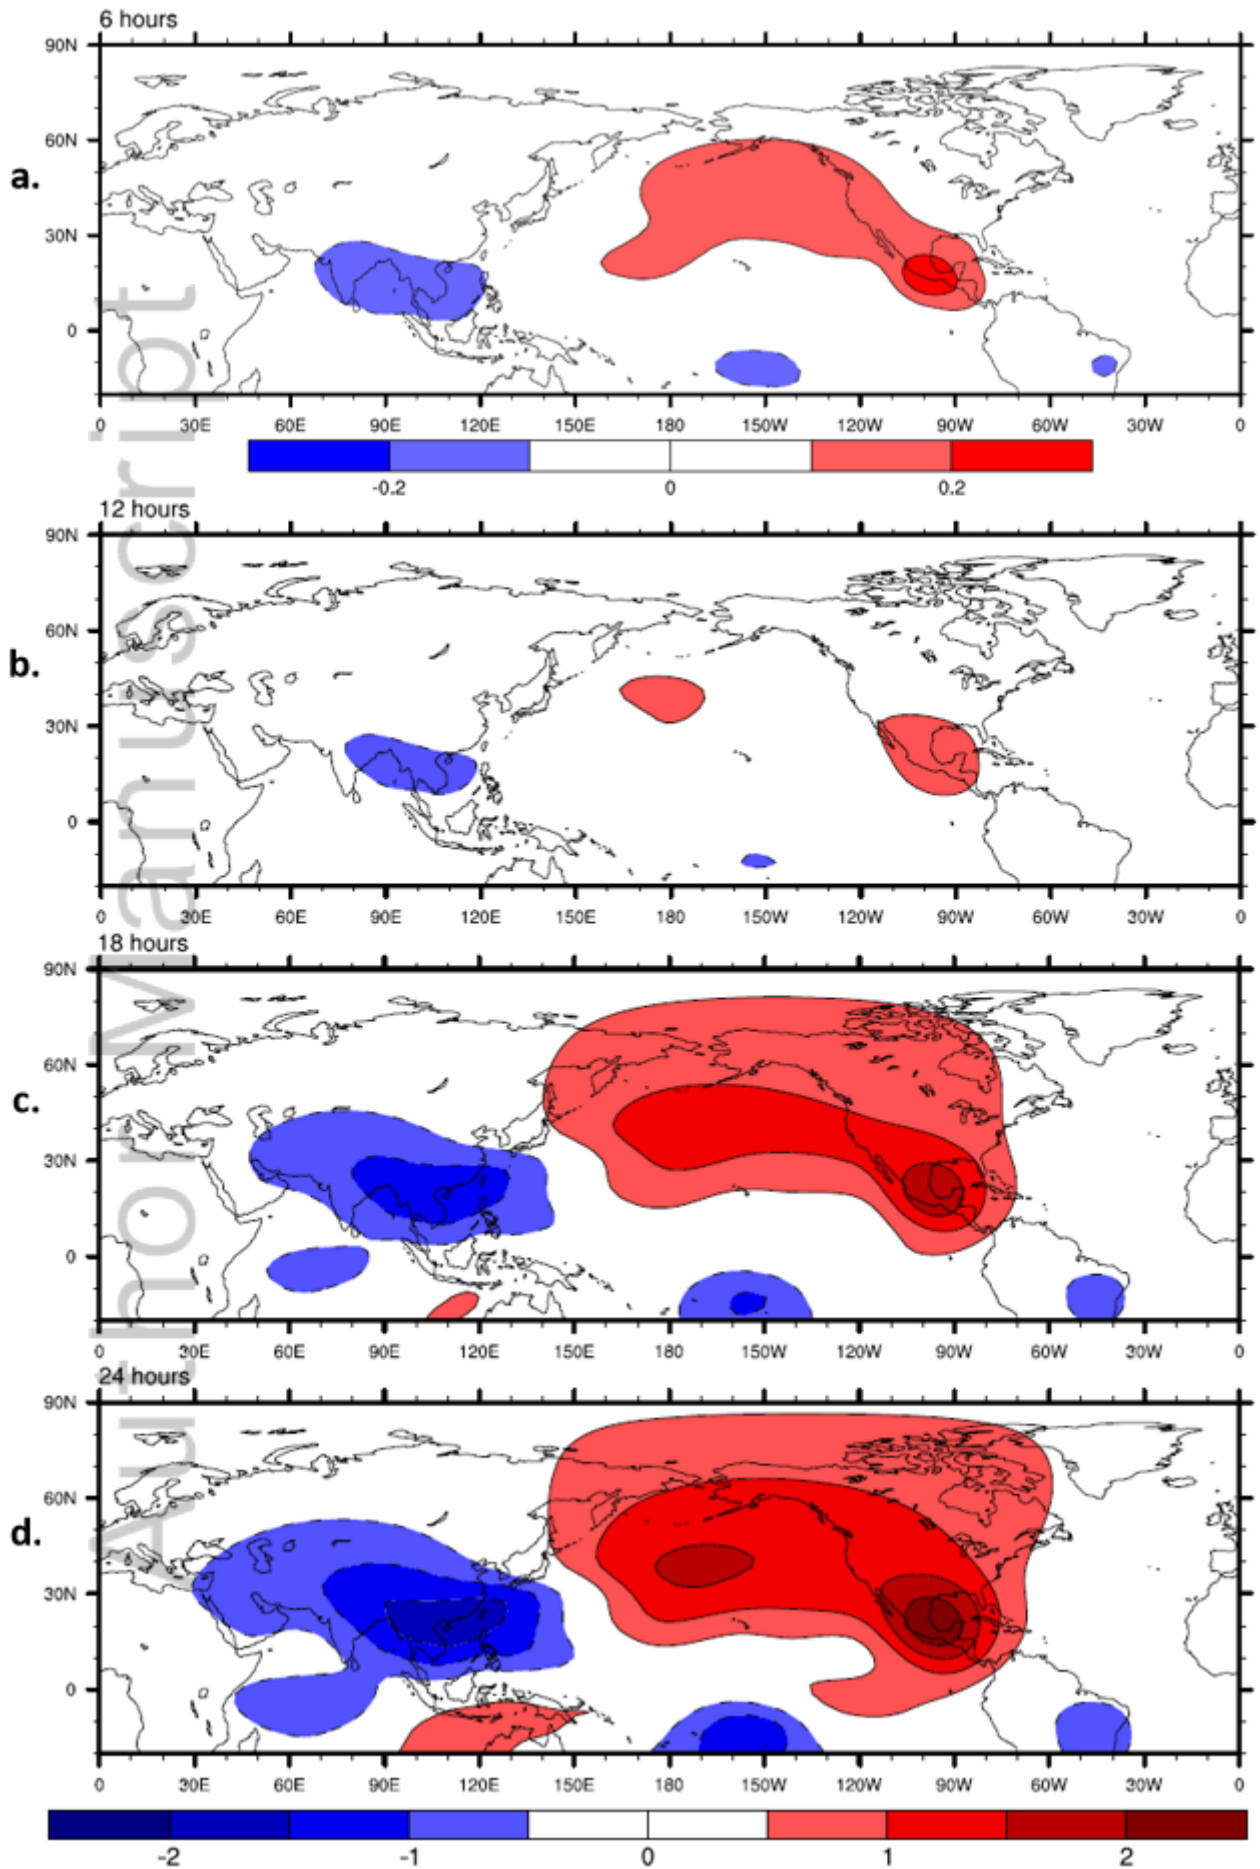 6 hours
90N
60N
a.
30N
0
0 30E 60E 90E 120E 150E 180 150W 120W 90W 60W 30W 0
-0.2 0 0.2
12 hours
90N
60N
b.
30N
0
0 30E 60E 90E 120E 150E 180 150W 120W 90W 60W 30W 0
18 hours
90N
60N
c.
30N
0
0 30E 60E 90E 120E 150E 180 150W 120W 90W 60W 30W 0
24 hours
90N
60N
d.
30N
0
0 30E 60E 90E 120E 150E 180 150W 120W 90W 60W 30W 0
-2 -1 0 1 2
Author Manuscript